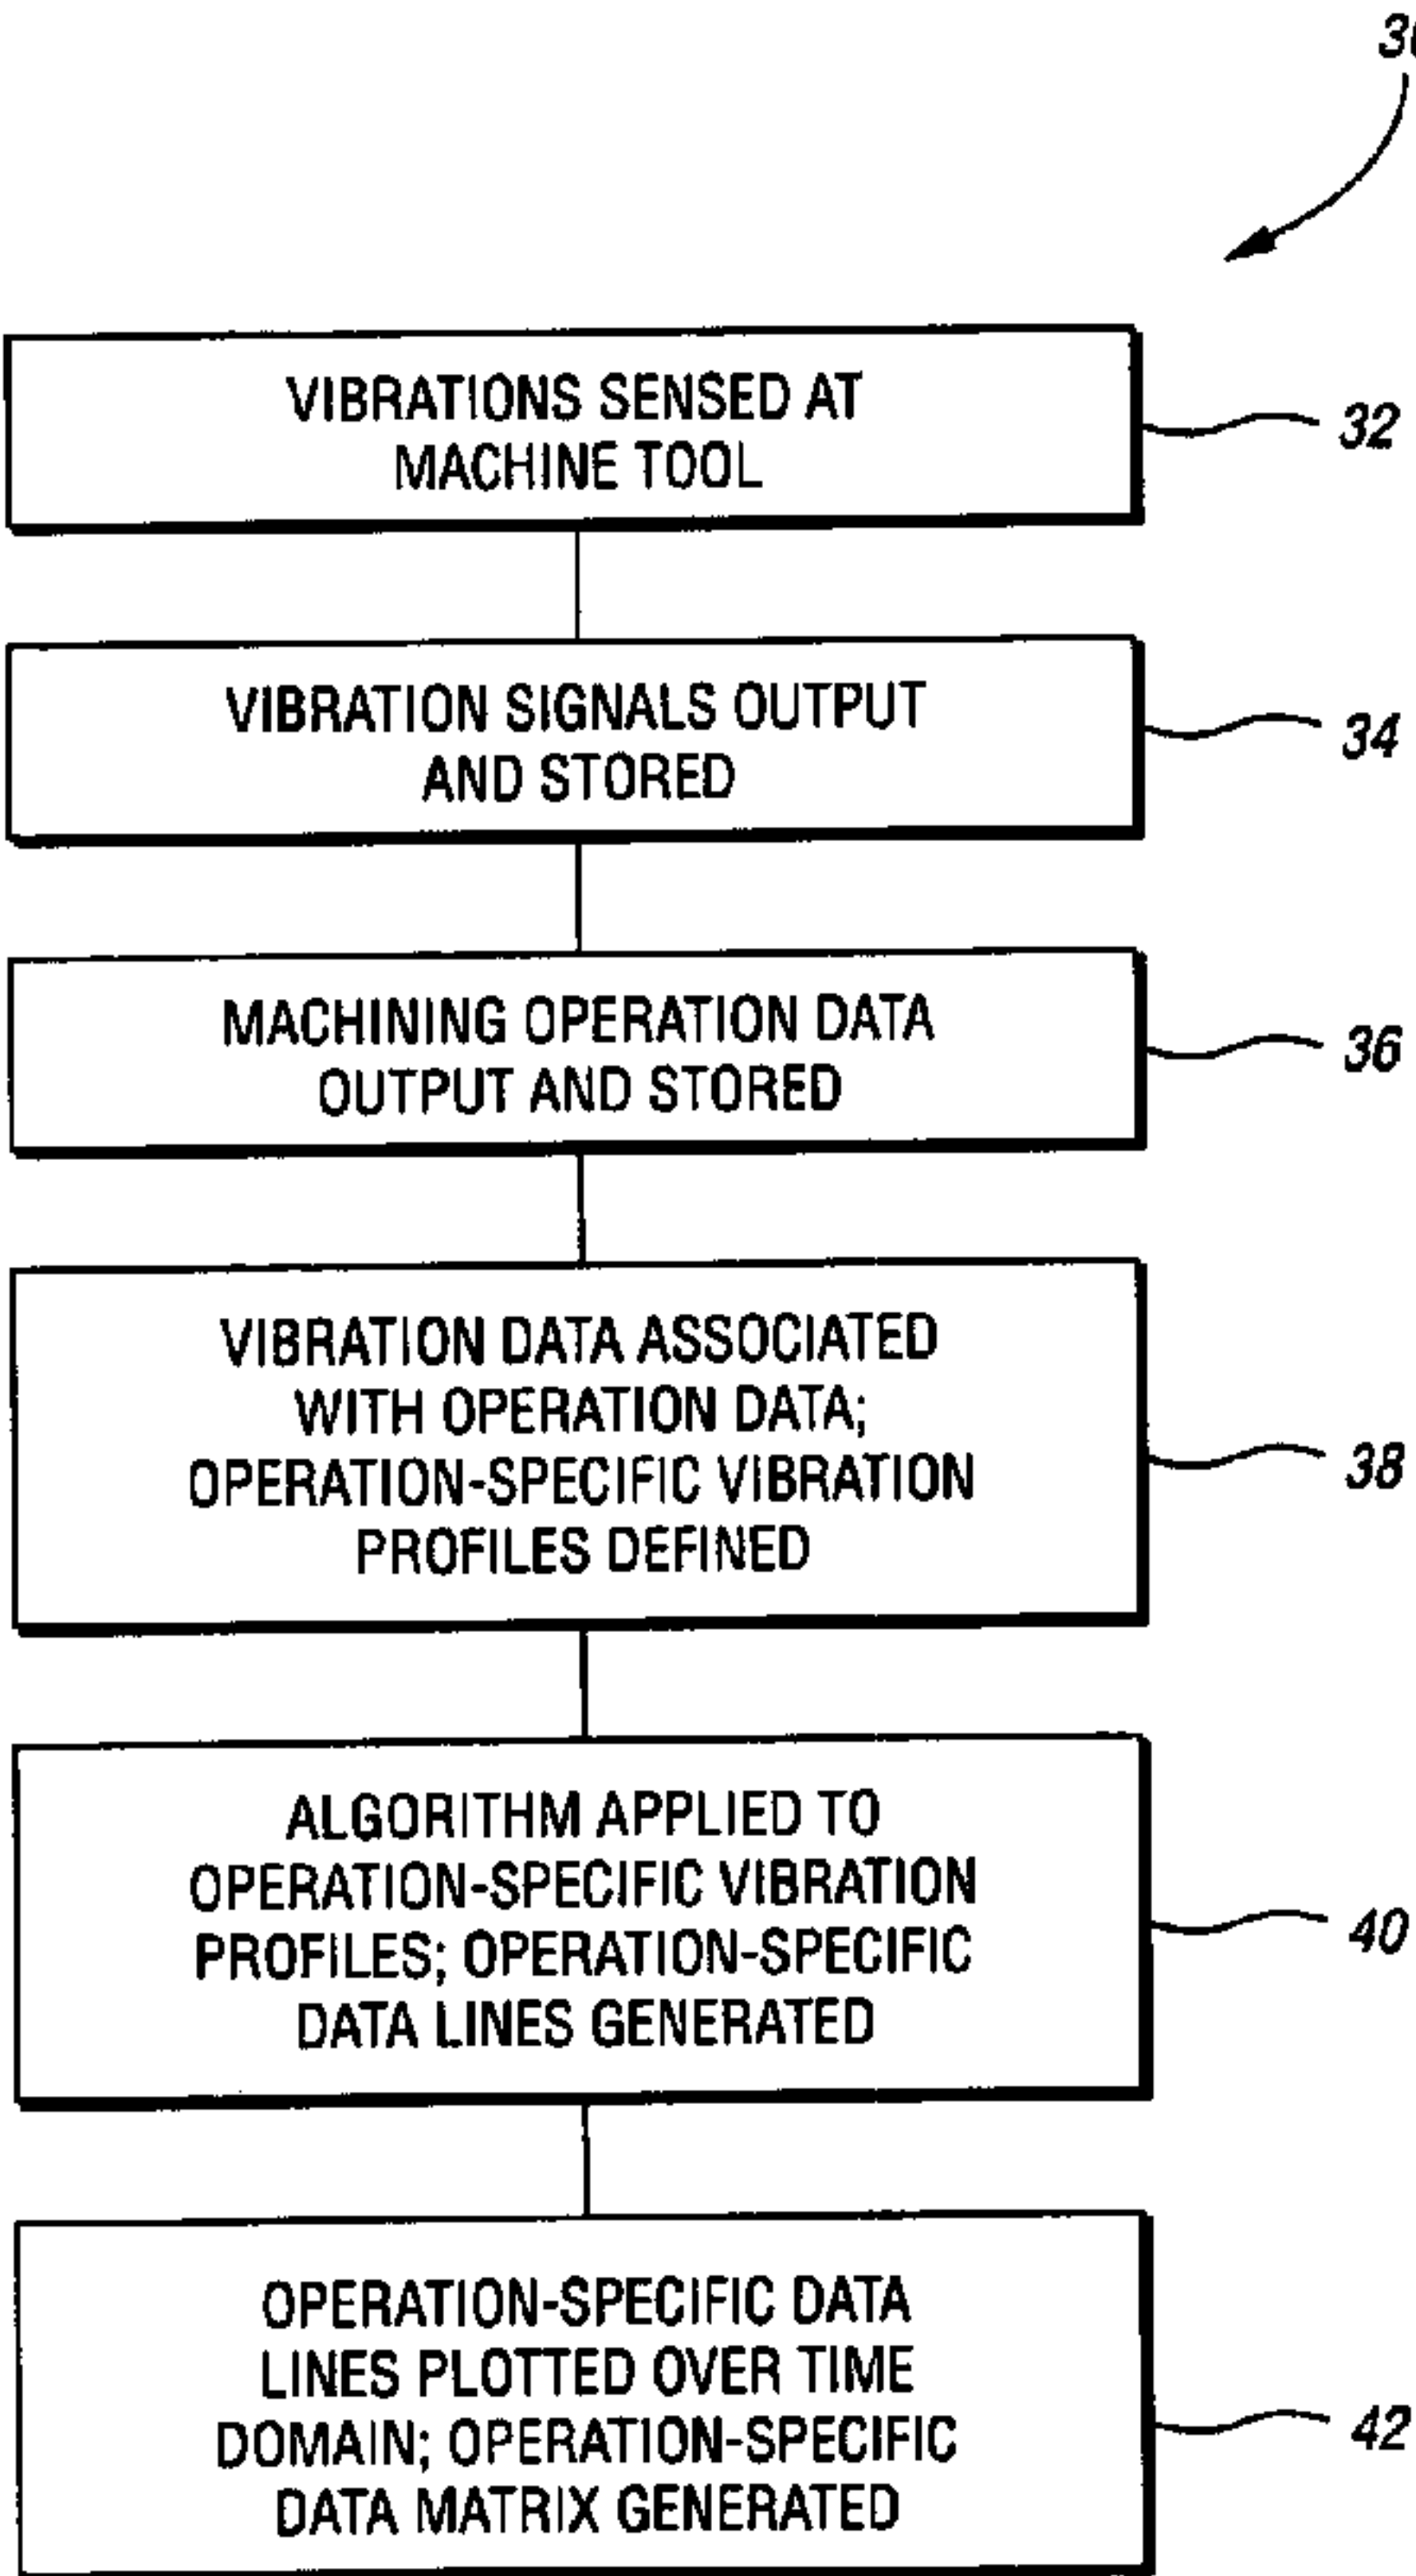 VIBRATIONS SENSED AT
MACHINE TOOL
32
VIBRATION SIGNALS OUTPUT
AND STORED
34
MACHINING OPERATION DATA
OUTPUT AND STORED
36
VIBRATION DATA ASSOCIATED
WITH OPERATION DATA;
OPERATION-SPECIFIC VIBRATION
PROFILES DEFINED
38
ALGORITHM APPLIED TO
OPERATION-SPECIFIC VIBRATION
PROFILES; OPERATION-SPECIFIC
DATA LINES GENERATED
40
OPERATION-SPECIFIC DATA
LINES PLOTTED OVER TIME
DOMAIN; OPERATION-SPECIFIC
DATA MATRIX GENERATED
42